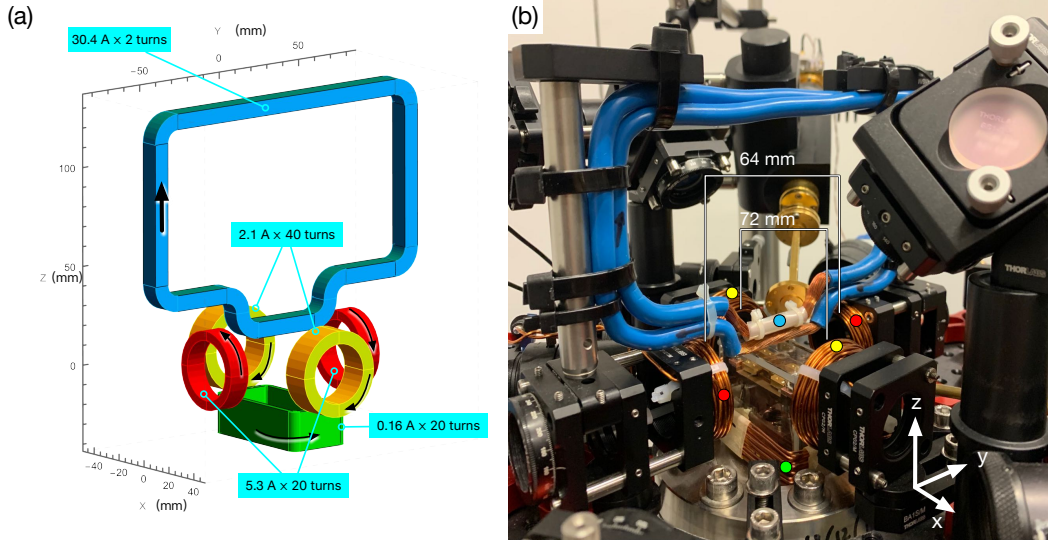 (a)
30.4 A × 2 turns
Y (mm)
−50
0
50
100
50
0
Z (mm)
2.1 A × 40 turns
0.16 A × 20 turns
5.3 A × 20 turns
−40
−20
0
20
40
X (mm)
(b)
64 mm
72 mm
THORLABS
z
y
x